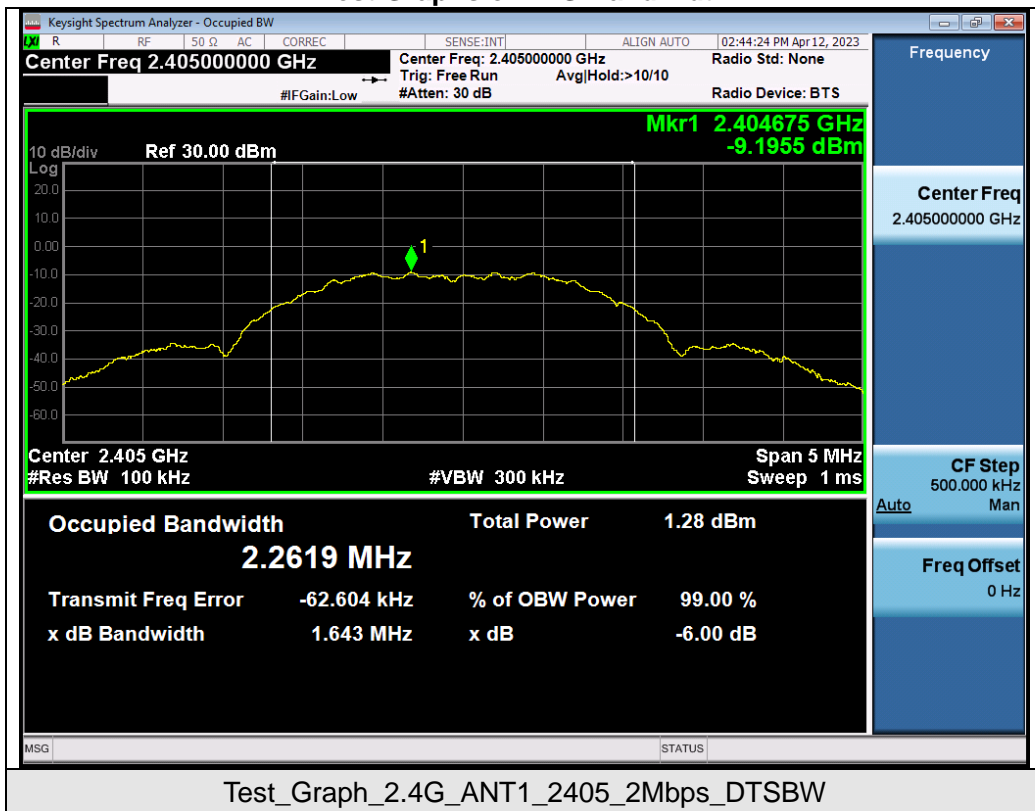 Keysight Spectrum Analyzer - Occupied BW
LXI R RF 50 Ω AC CORREC SENSE:INT ALIGN AUTO 02:44:24 PM Apr 12, 2023
Center Freq 2.405000000 GHz
Center Freq: 2.405000000 GHz
Radio Std: None
Trig: Free Run Avg|Hold:>10/10
#IFGain:Low #Atten: 30 dB Radio Device: BTS
Frequency
Mkr1 2.404675 GHz
-9.1955 dBm
10 dB/div Ref 30.00 dBm
Log
20.0
10.0
0.00
-10.0
-20.0
-30.0
-40.0
-50.0
-60.0
1
Center 2.405 GHz Span 5 MHz
#Res BW 100 kHz #VBW 300 kHz Sweep 1 ms
Center Freq
2.405000000 GHz
CF Step
500.000 kHz
Auto Man
Freq Offset
0 Hz
Occupied Bandwidth Total Power 1.28 dBm
2.2619 MHz
Transmit Freq Error -62.604 kHz % of OBW Power 99.00 %
x dB Bandwidth 1.643 MHz x dB -6.00 dB
MSG STATUS
Test_Graph_2.4G_ANT1_2405_2Mbps_DTSBW